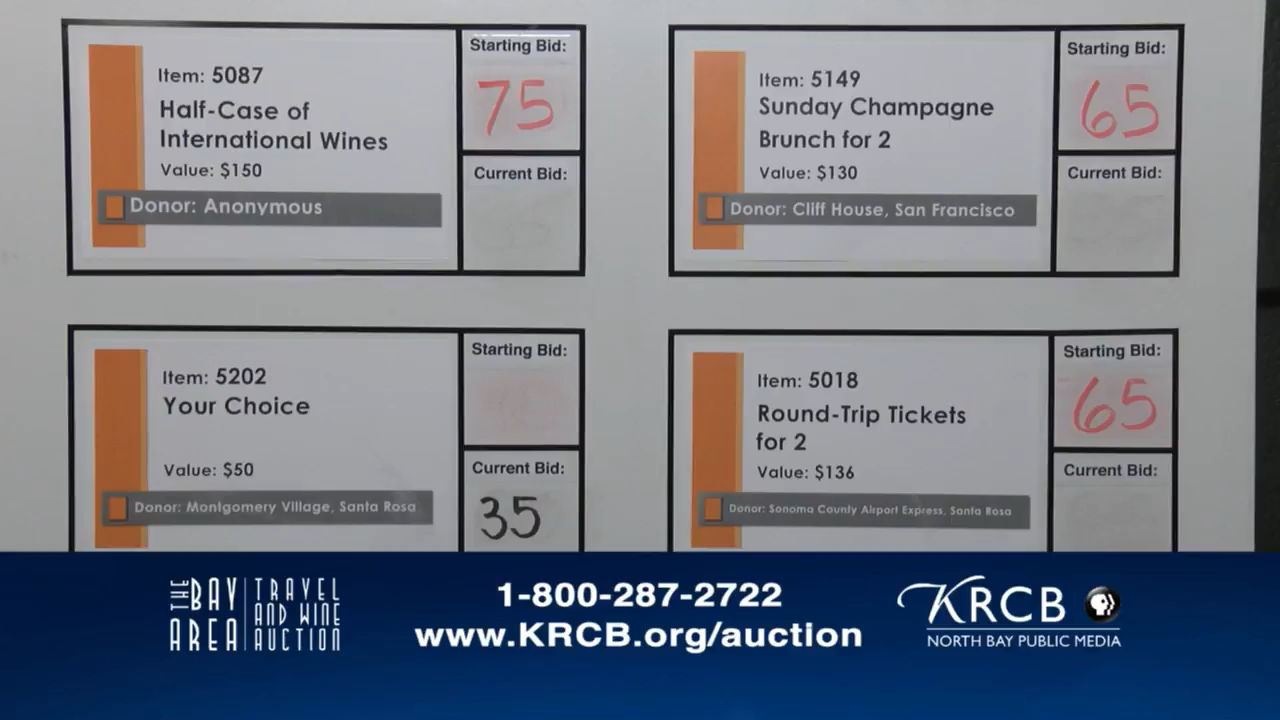 Item: 5087
Half-Case of
International Wines
Value: $150
Donor: Anonymous
Starting Bid:
75
Current Bid:
Item: 5149
Sunday Champagne
Brunch for 2
Value: $130
Donor: Cliff House, San Francisco
Starting Bid:
65
Current Bid:
Item: 5202
Your Choice
Value: $50
Donor: Montgomery Village, Santa Rosa
Starting Bid:
Current Bid:
35
Item: 5018
Round-Trip Tickets
for 2
Value: $136
Donor: Sonoma County Airport Express, Santa Rosa
Starting Bid:
65
Current Bid:
THE BAY AREA
TRAVEL
AND WINE
AUCTION
1-800-287-2722
www.KRCB.org/auction
KRCB
NORTH BAY PUBLIC MEDIA